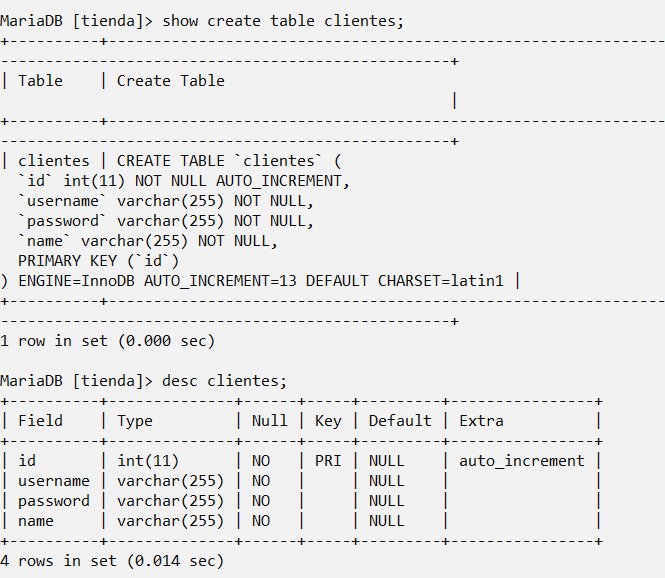 MariaDB [tienda]> show create table clientes;
+----------+--------------------------------------------------------------
--------------------------------------------------+
| Table    | Create Table
                                                  |
+----------+--------------------------------------------------------------
--------------------------------------------------+
| clientes | CREATE TABLE `clientes` (
  `id` int(11) NOT NULL AUTO_INCREMENT,
  `username` varchar(255) NOT NULL,
  `password` varchar(255) NOT NULL,
  `name` varchar(255) NOT NULL,
  PRIMARY KEY (`id`)
) ENGINE=InnoDB AUTO_INCREMENT=13 DEFAULT CHARSET=latin1 |
+----------+--------------------------------------------------------------
--------------------------------------------------+
1 row in set (0.000 sec)
MariaDB [tienda]> desc clientes;
+----------+--------------+------+-----+---------+----------------+
| Field    | Type         | Null | Key | Default | Extra          |
+----------+--------------+------+-----+---------+----------------+
| id       | int(11)      | NO   | PRI | NULL    | auto_increment |
| username | varchar(255) | NO   |     | NULL    |                |
| password | varchar(255) | NO   |     | NULL    |                |
| name     | varchar(255) | NO   |     | NULL    |                |
+----------+--------------+------+-----+---------+----------------+
4 rows in set (0.014 sec)